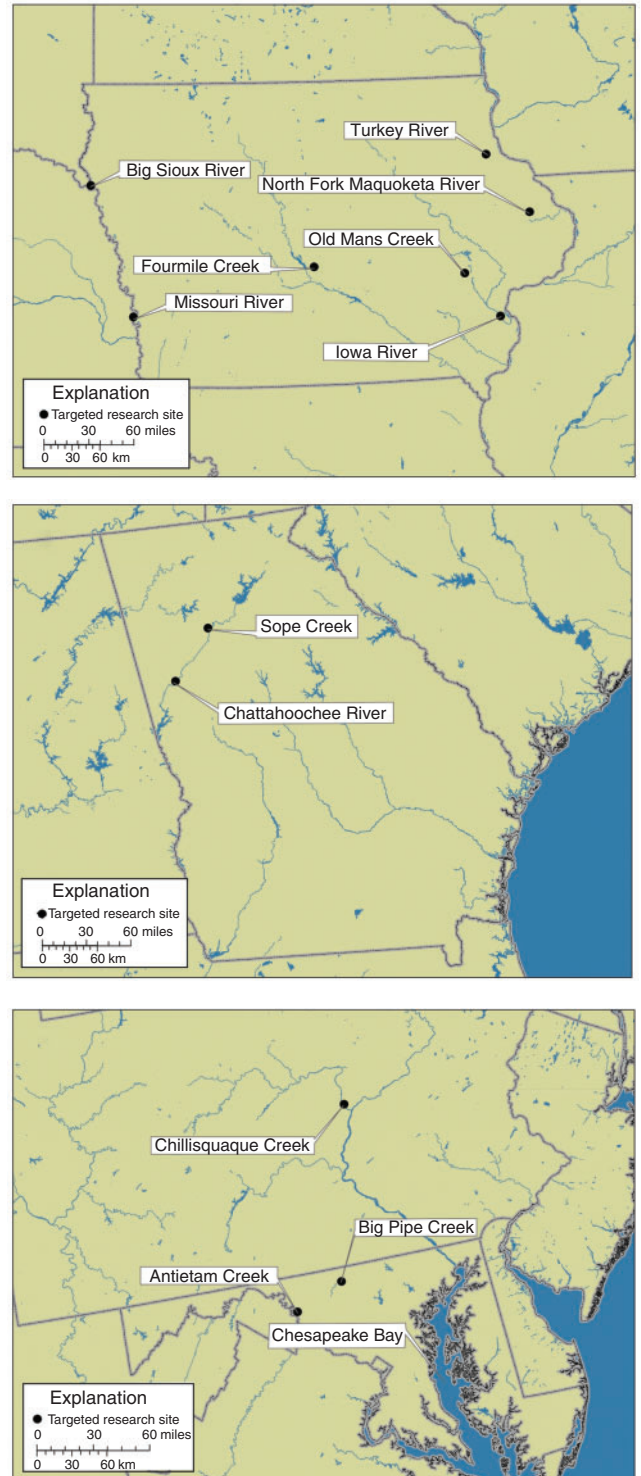 Turkey River
Big Sioux River
North Fork Maquoketa River
Old Mans Creek
Fourmile Creek
Missouri River
Iowa River
Explanation
Targeted research site
0 30 60 miles
0 30 60 km
Sope Creek
Chattahoochee River
Explanation
Targeted research site
0 30 60 miles
0 30 60 km
Chillisquaque Creek
Big Pipe Creek
Antietam Creek
Chesapeake Bay
Explanation
Targeted research site
0 30 60 miles
0 30 60 km